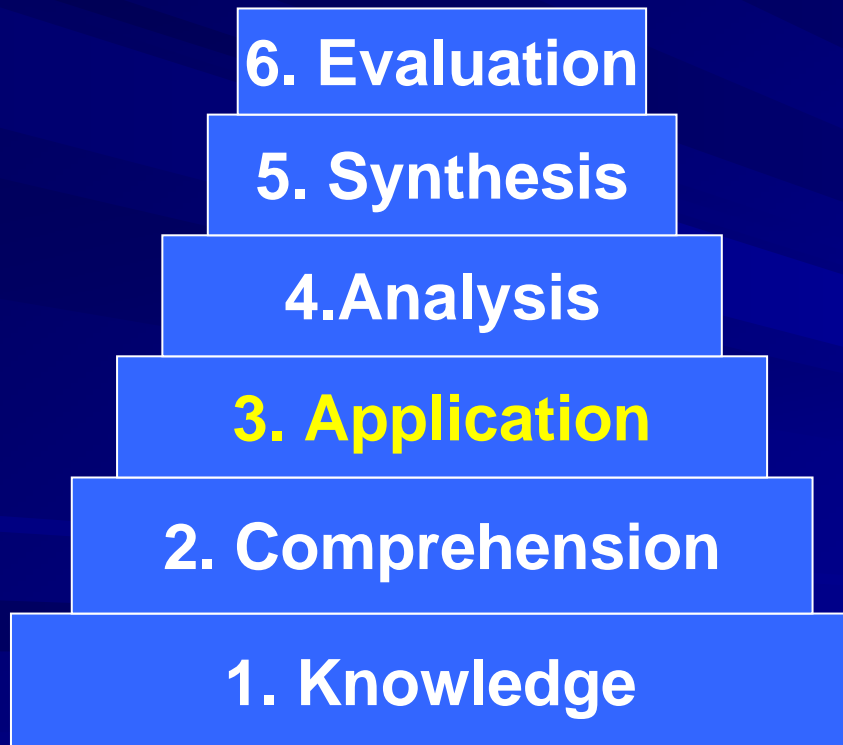 6. Evaluation
5. Synthesis
4.Analysis
3. Application
2. Comprehension
1. Knowledge